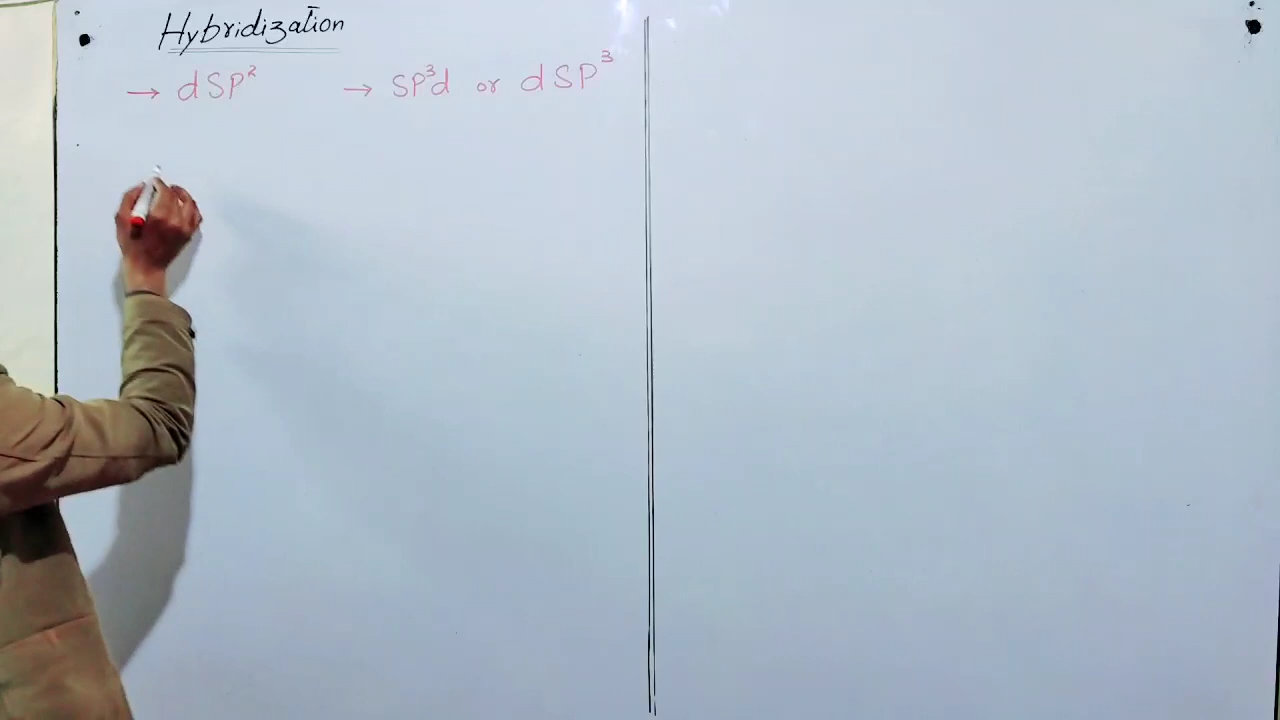 Hybridization
→ dSP² → SP³d or dSP³